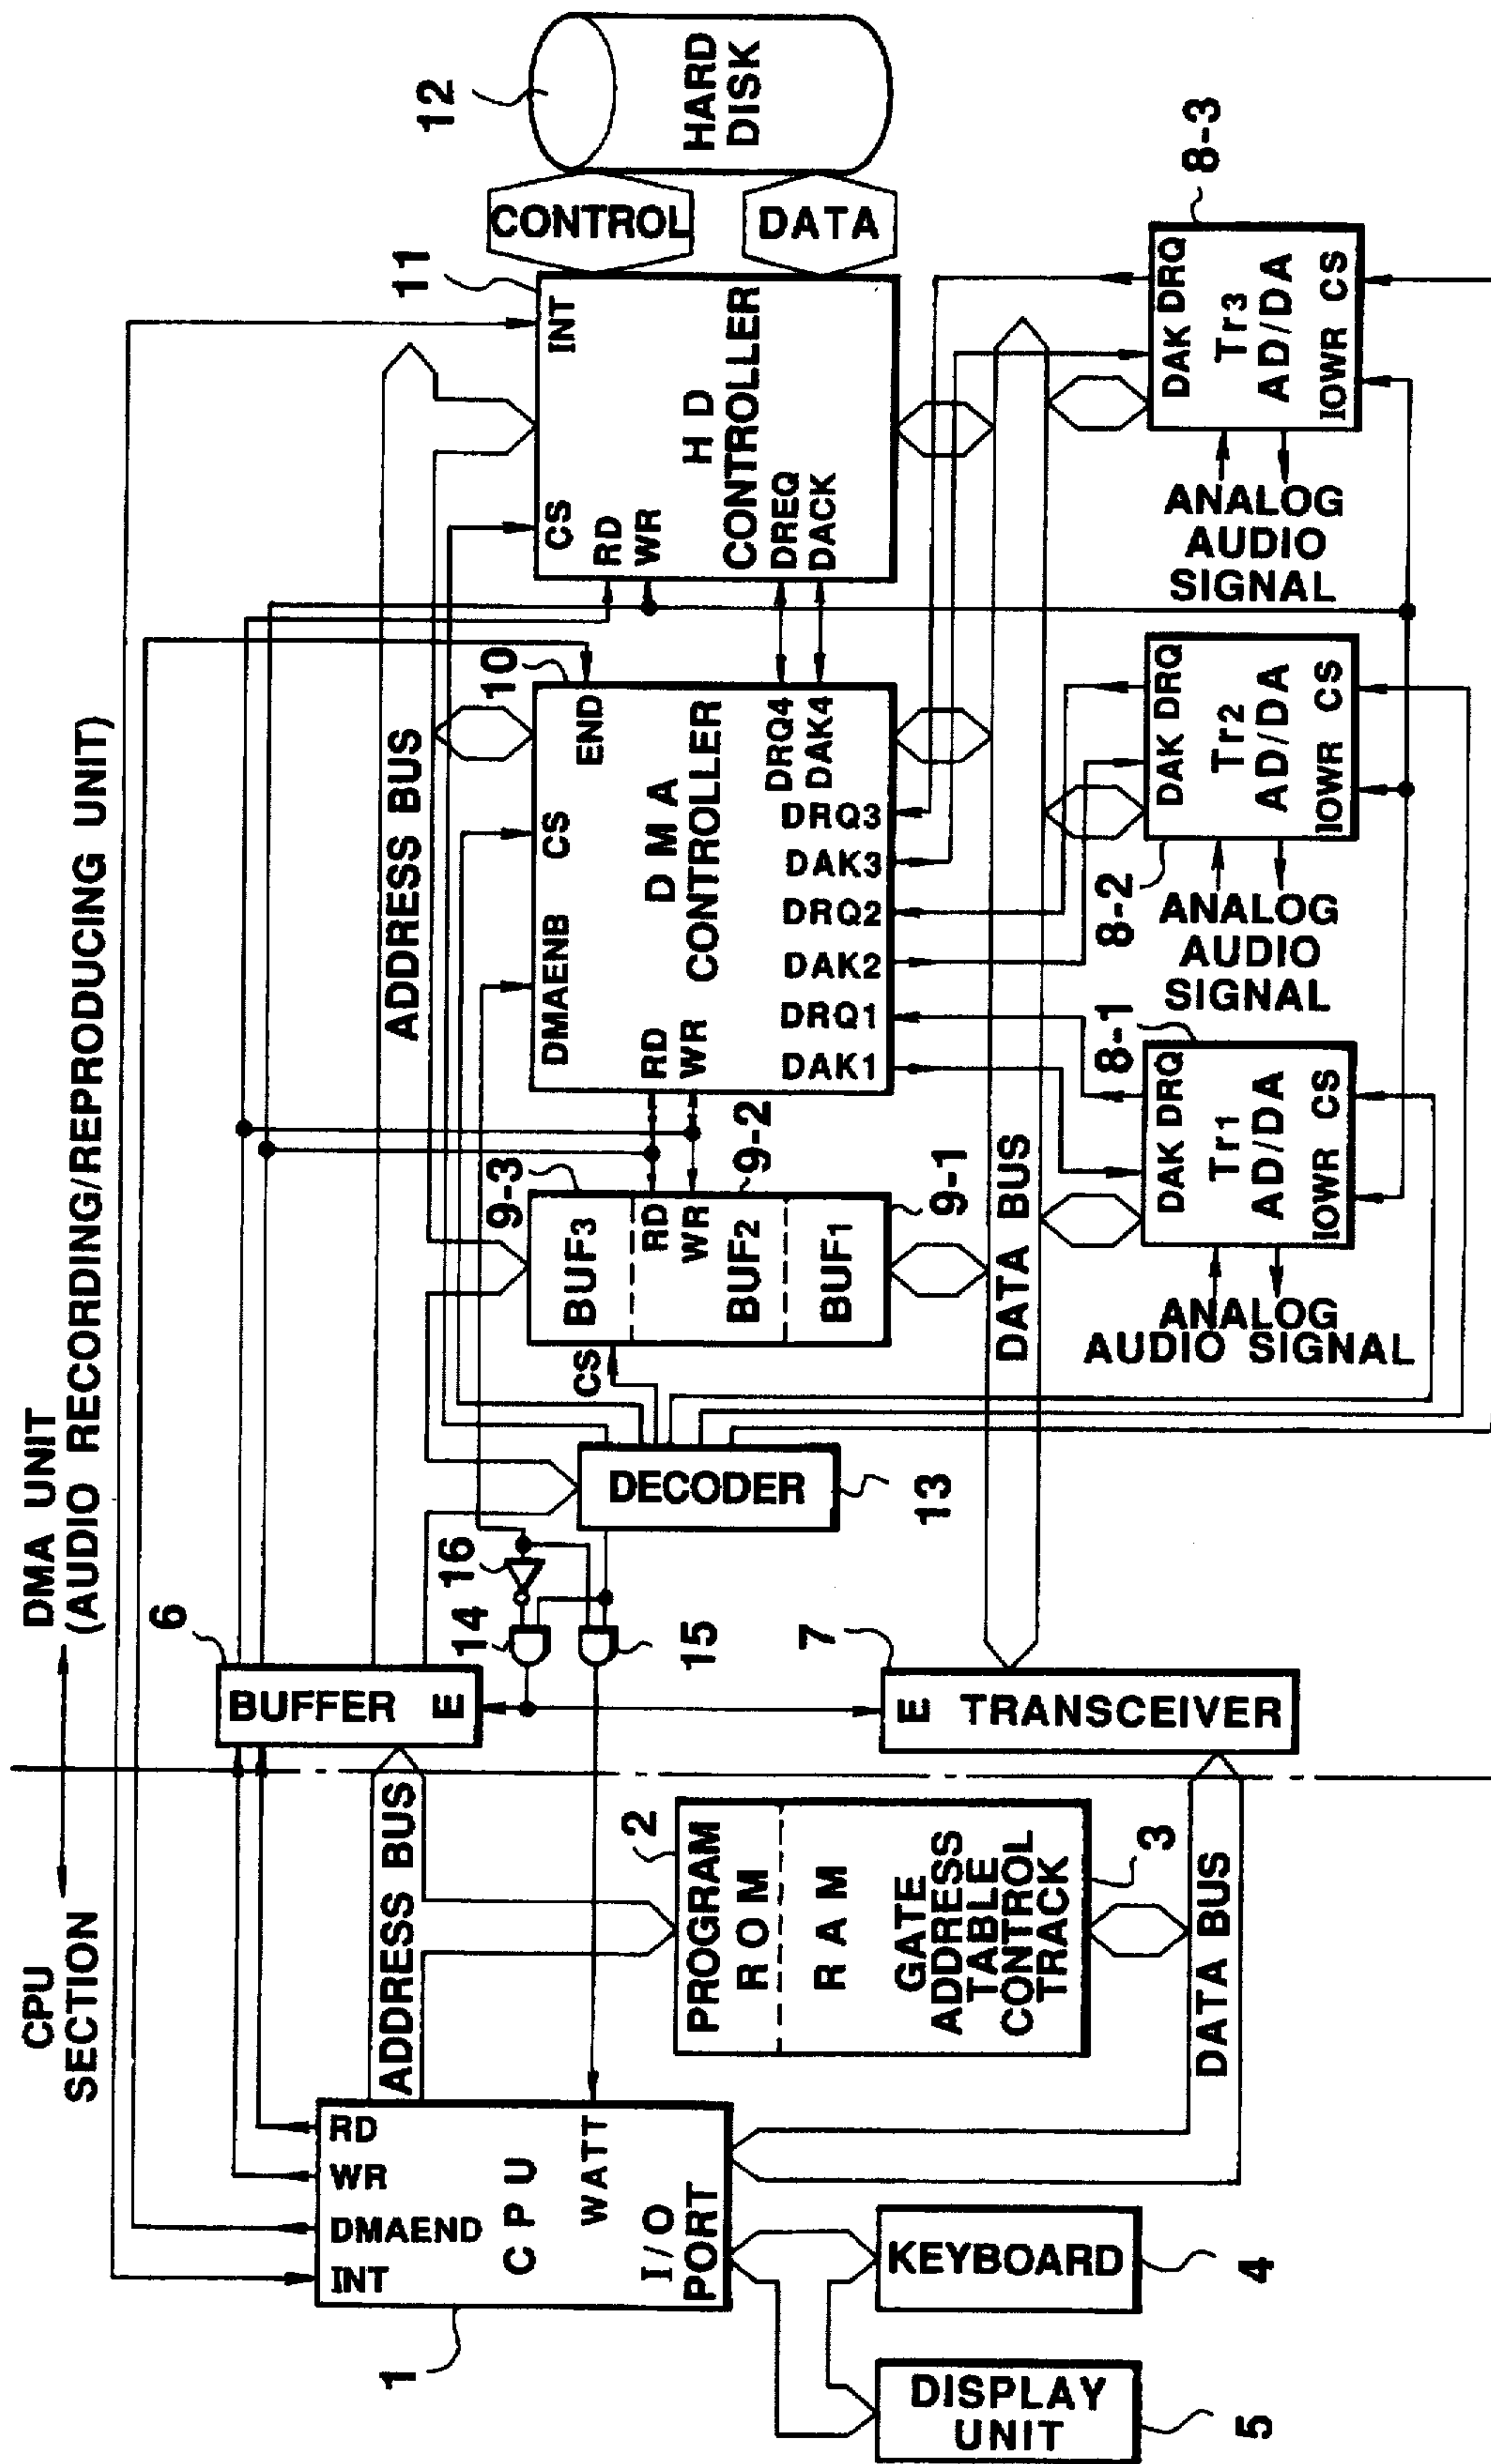 CPU
SECTION
DMA UNIT
(AUDIO RECORDING/REPRODUCING UNIT)
1
INT
DMAEND
WR
RD
CPU
WATT
I/O
PORT
ADDRESS BUS
6
BUFFER E
2
PROGRAM
ROM
RAM
GATE
ADDRESS
TABLE
CONTROL
TRACK
3
DATA BUS
KEYBOARD
4
DISPLAY
UNIT
5
7
E TRANSCEIVER
14
16
15
DECODER
13
ADDRESS BUS
CS
9-3
BUF3
RD
WR
BUF2
9-2
BUF1
9-1
10
DMAENB
CS
END
RD
WR
DMA
CONTROLLER
DRQ4
DAK4
DAK1
DRQ1
DAK2
DRQ2
DAK3
DRQ3
11
CS
INT
RD
WR
HD
CONTROLLER
DREQ
DACK
CONTROL
DATA
12
HARD
DISK
DATA BUS
8-1
DAK DRQ
Tr1
AD/DA
IOWR CS
ANALOG
AUDIO SIGNAL
8-2
DAK DRQ
Tr2
AD/DA
IOWR CS
ANALOG
AUDIO
SIGNAL
8-3
DAK DRQ
Tr3
AD/DA
IOWR CS
ANALOG
AUDIO
SIGNAL